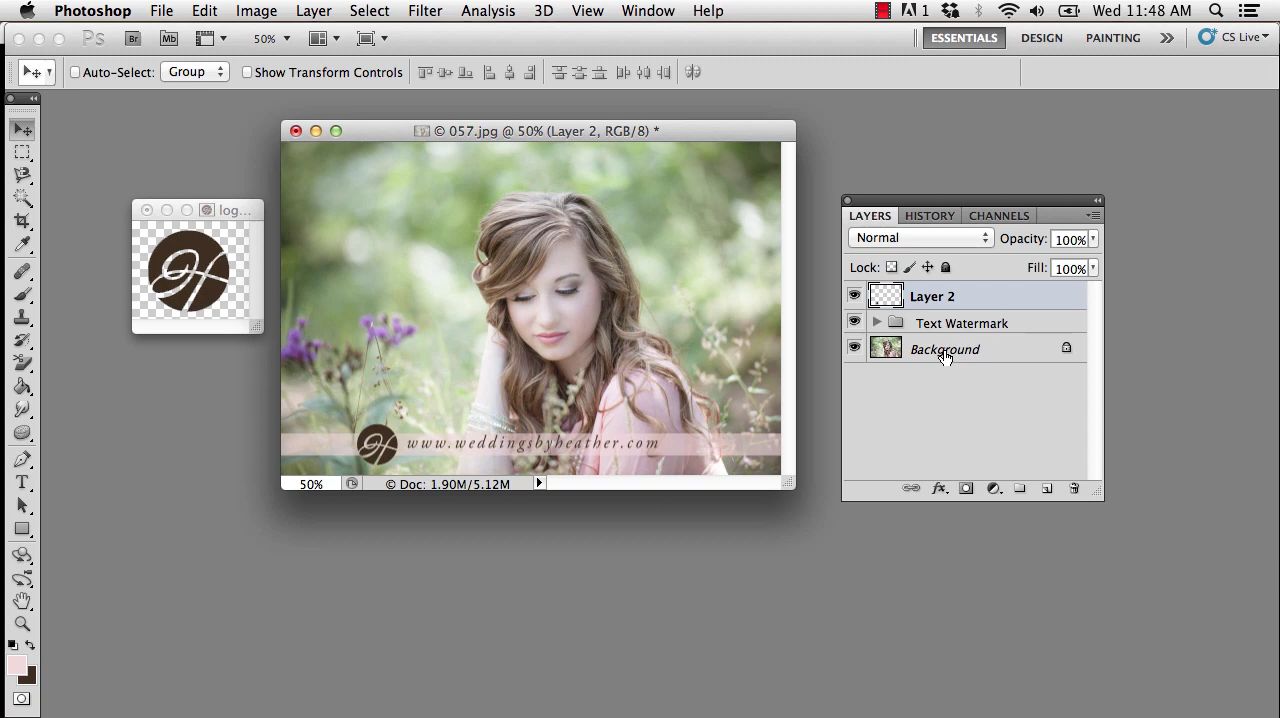 Photoshop File Edit Image Layer Select Filter Analysis 3D View Window Help 1 Wed 11:48 AM
Ps Br Mb 50% ESSENTIALS DESIGN PAINTING CS Live
Auto-Select: Group Show Transform Controls
© 057.jpg @ 50% (Layer 2, RGB/8) *
log...
H
LAYERS HISTORY CHANNELS
Normal Opacity: 100%
Lock: Fill: 100%
Layer 2
Text Watermark
Background
H www.weddingsbyheather.com
50% © Doc: 1.90M/5.12M
fx
T